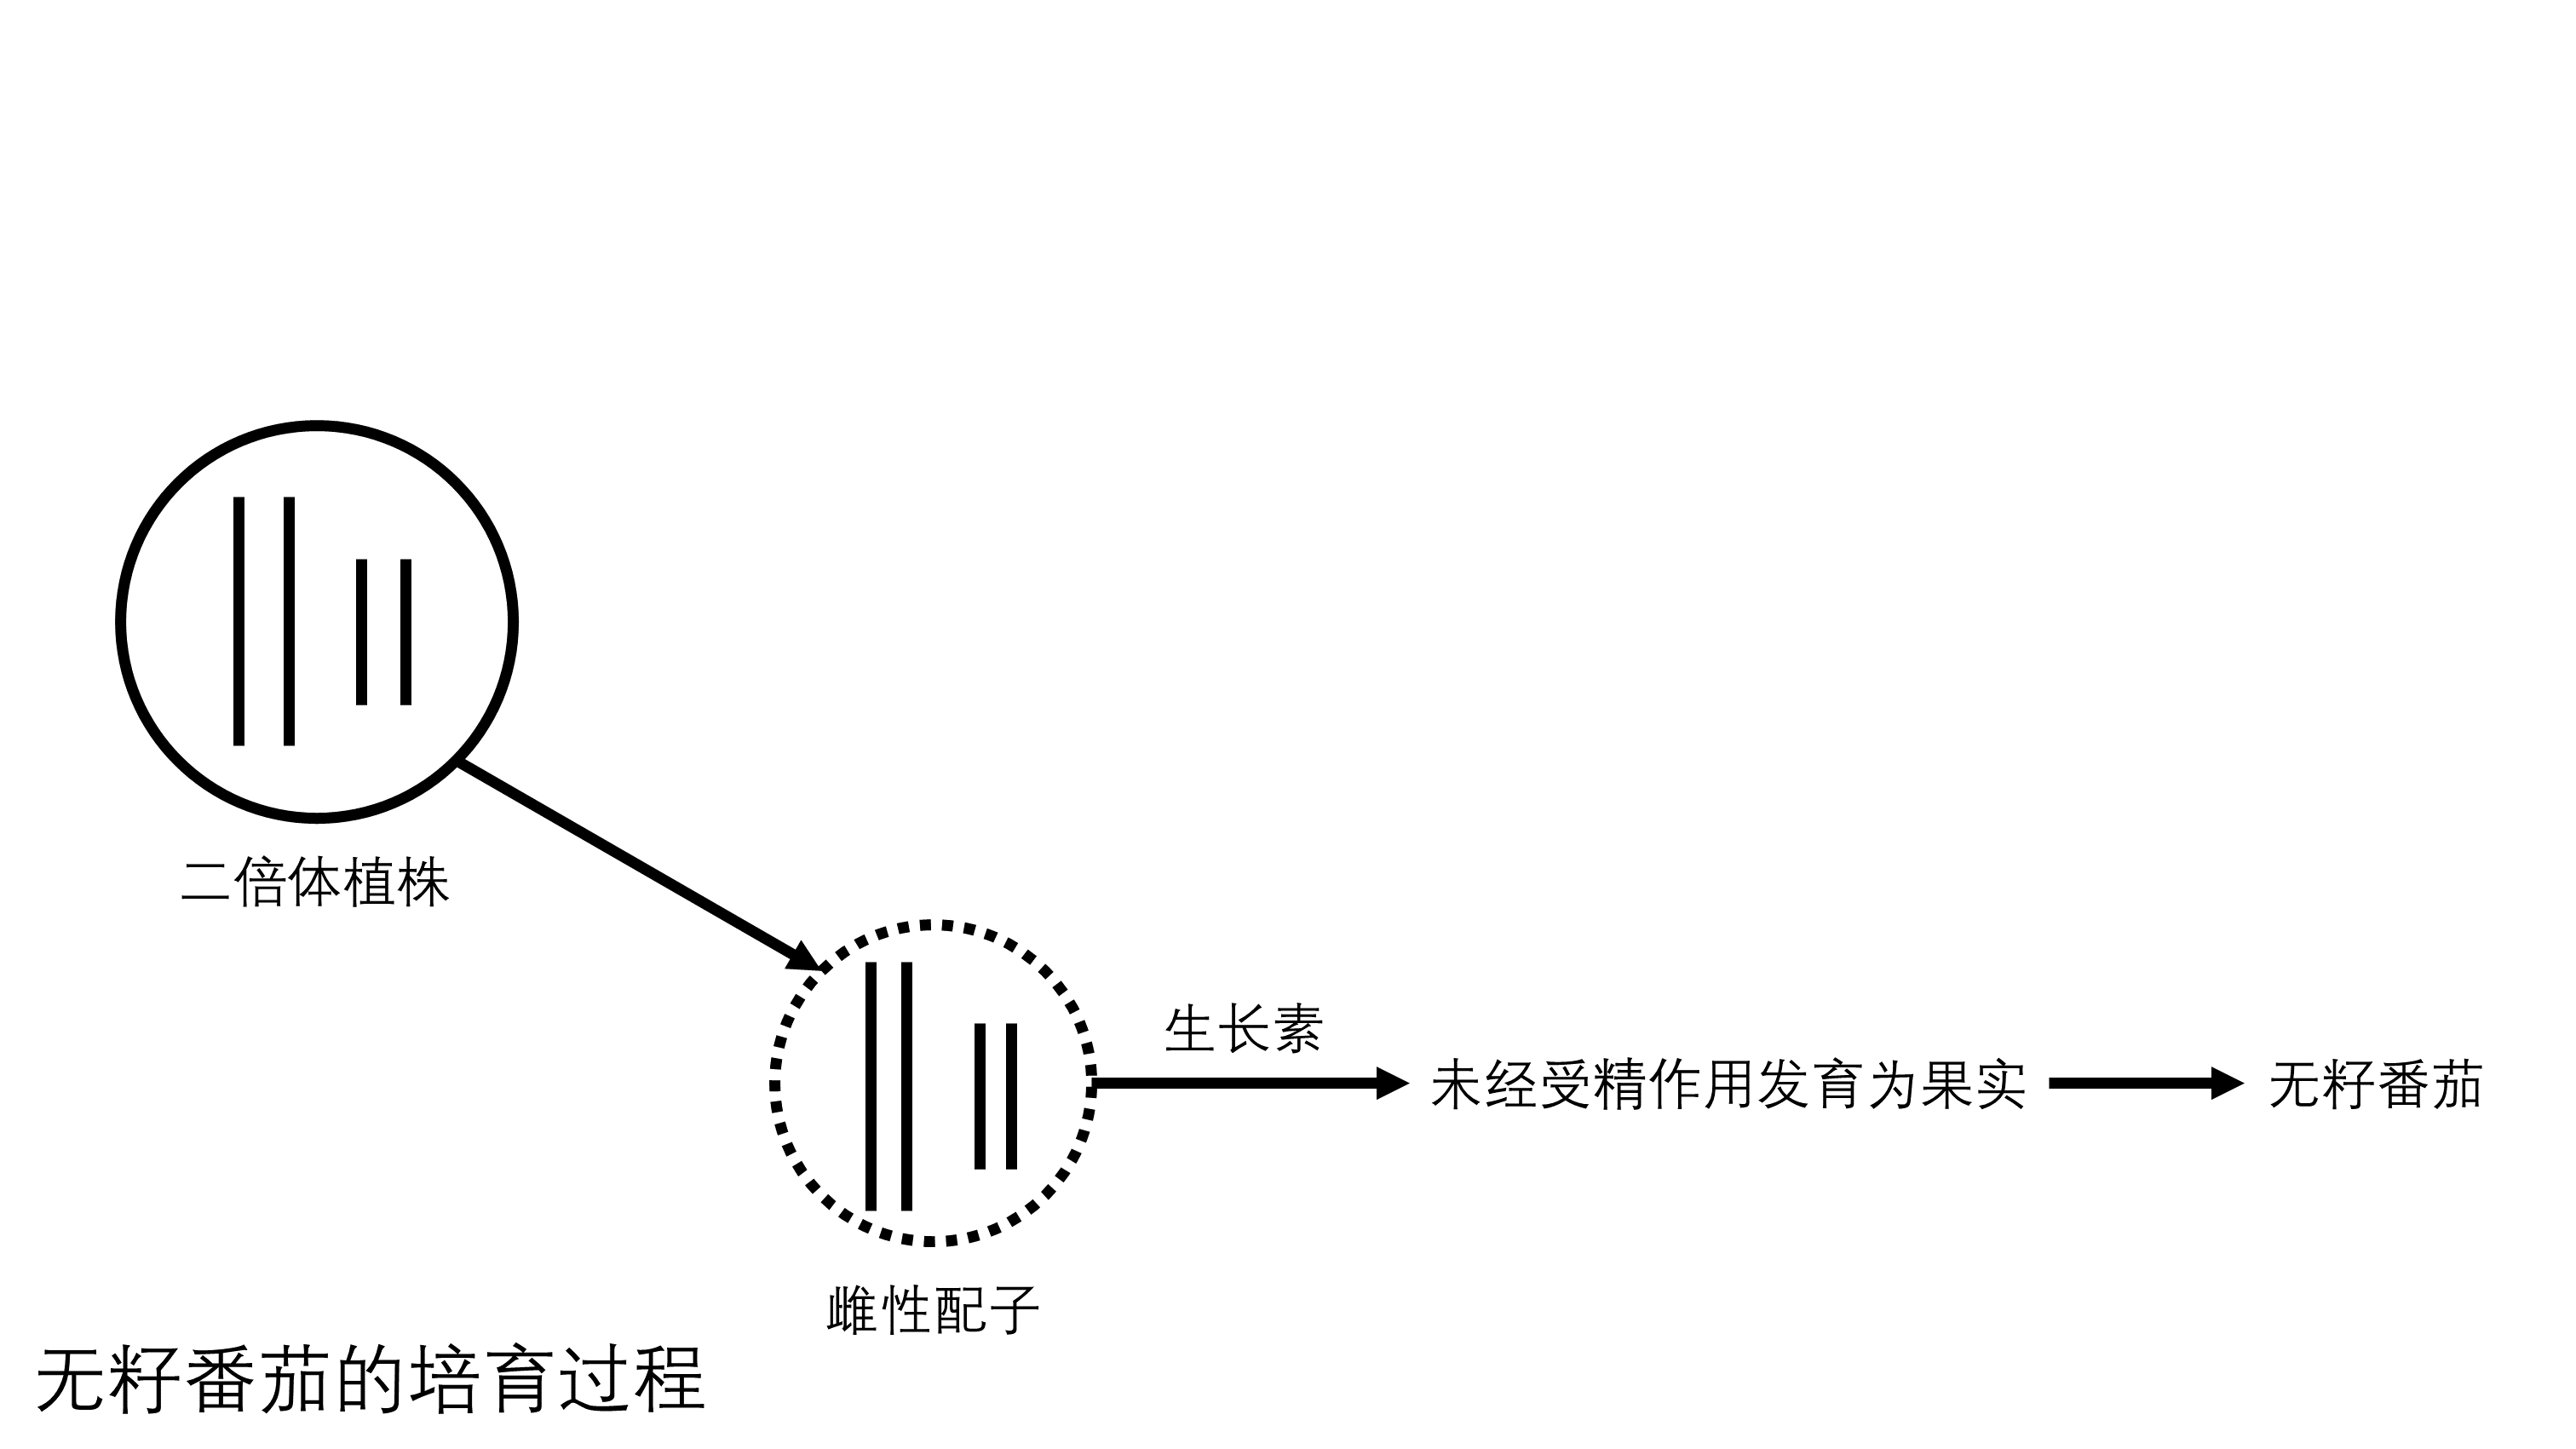 二倍体植株
生长素
未经受精作用发育为果实
无籽番茄
雌性配子
无籽番茄的培育过程